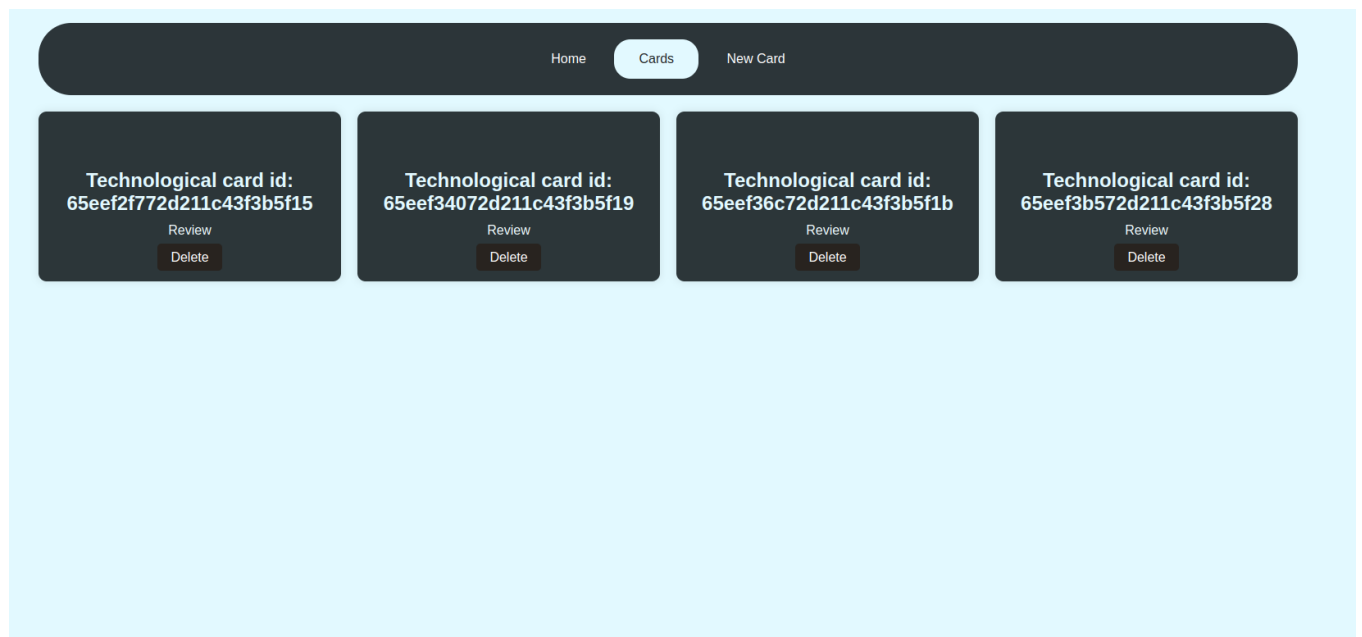 Home
Cards
New Card
Technological card id:
65eef2f772d211c43f3b5f15
Review
Delete
Technological card id:
65eef34072d211c43f3b5f19
Review
Delete
Technological card id:
65eef36c72d211c43f3b5f1b
Review
Delete
Technological card id:
65eef3b572d211c43f3b5f28
Review
Delete